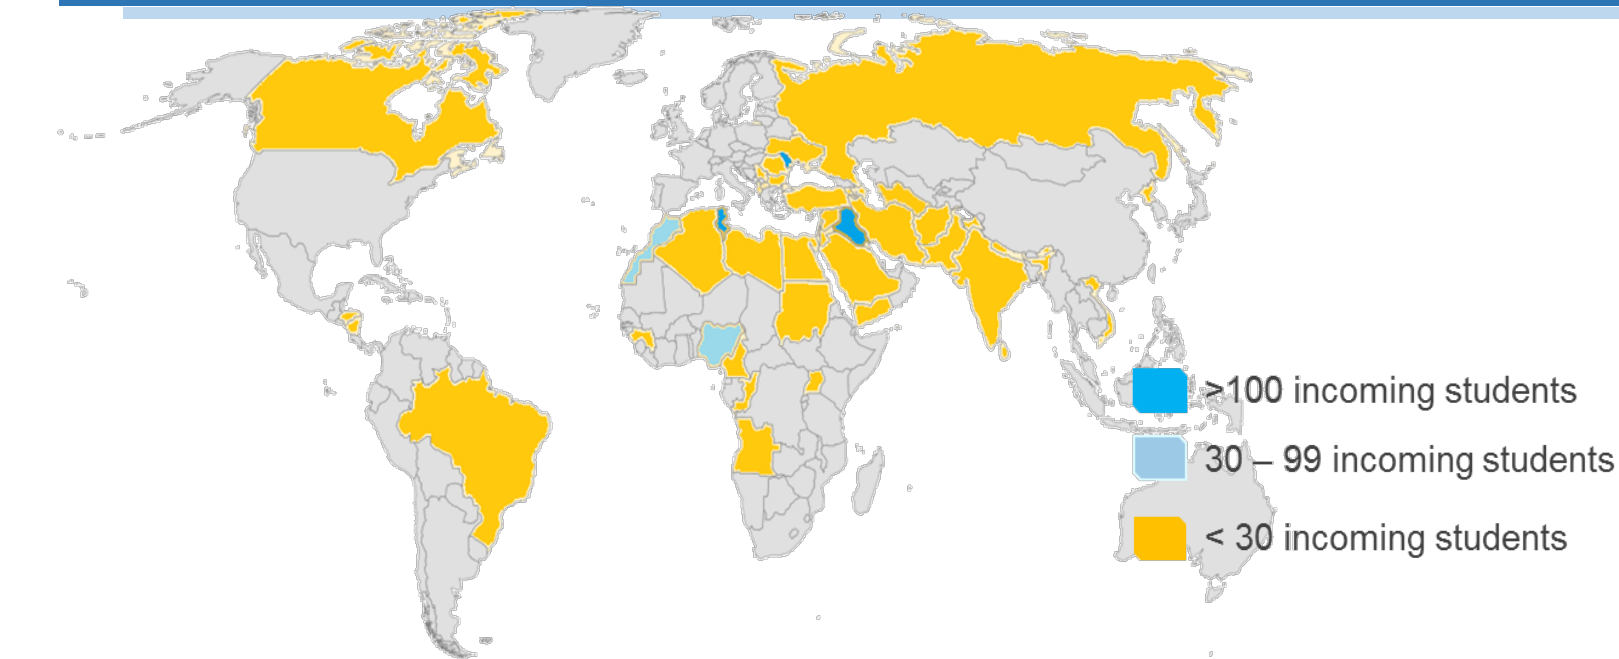 >100 incoming students
30 – 99 incoming students
< 30 incoming students